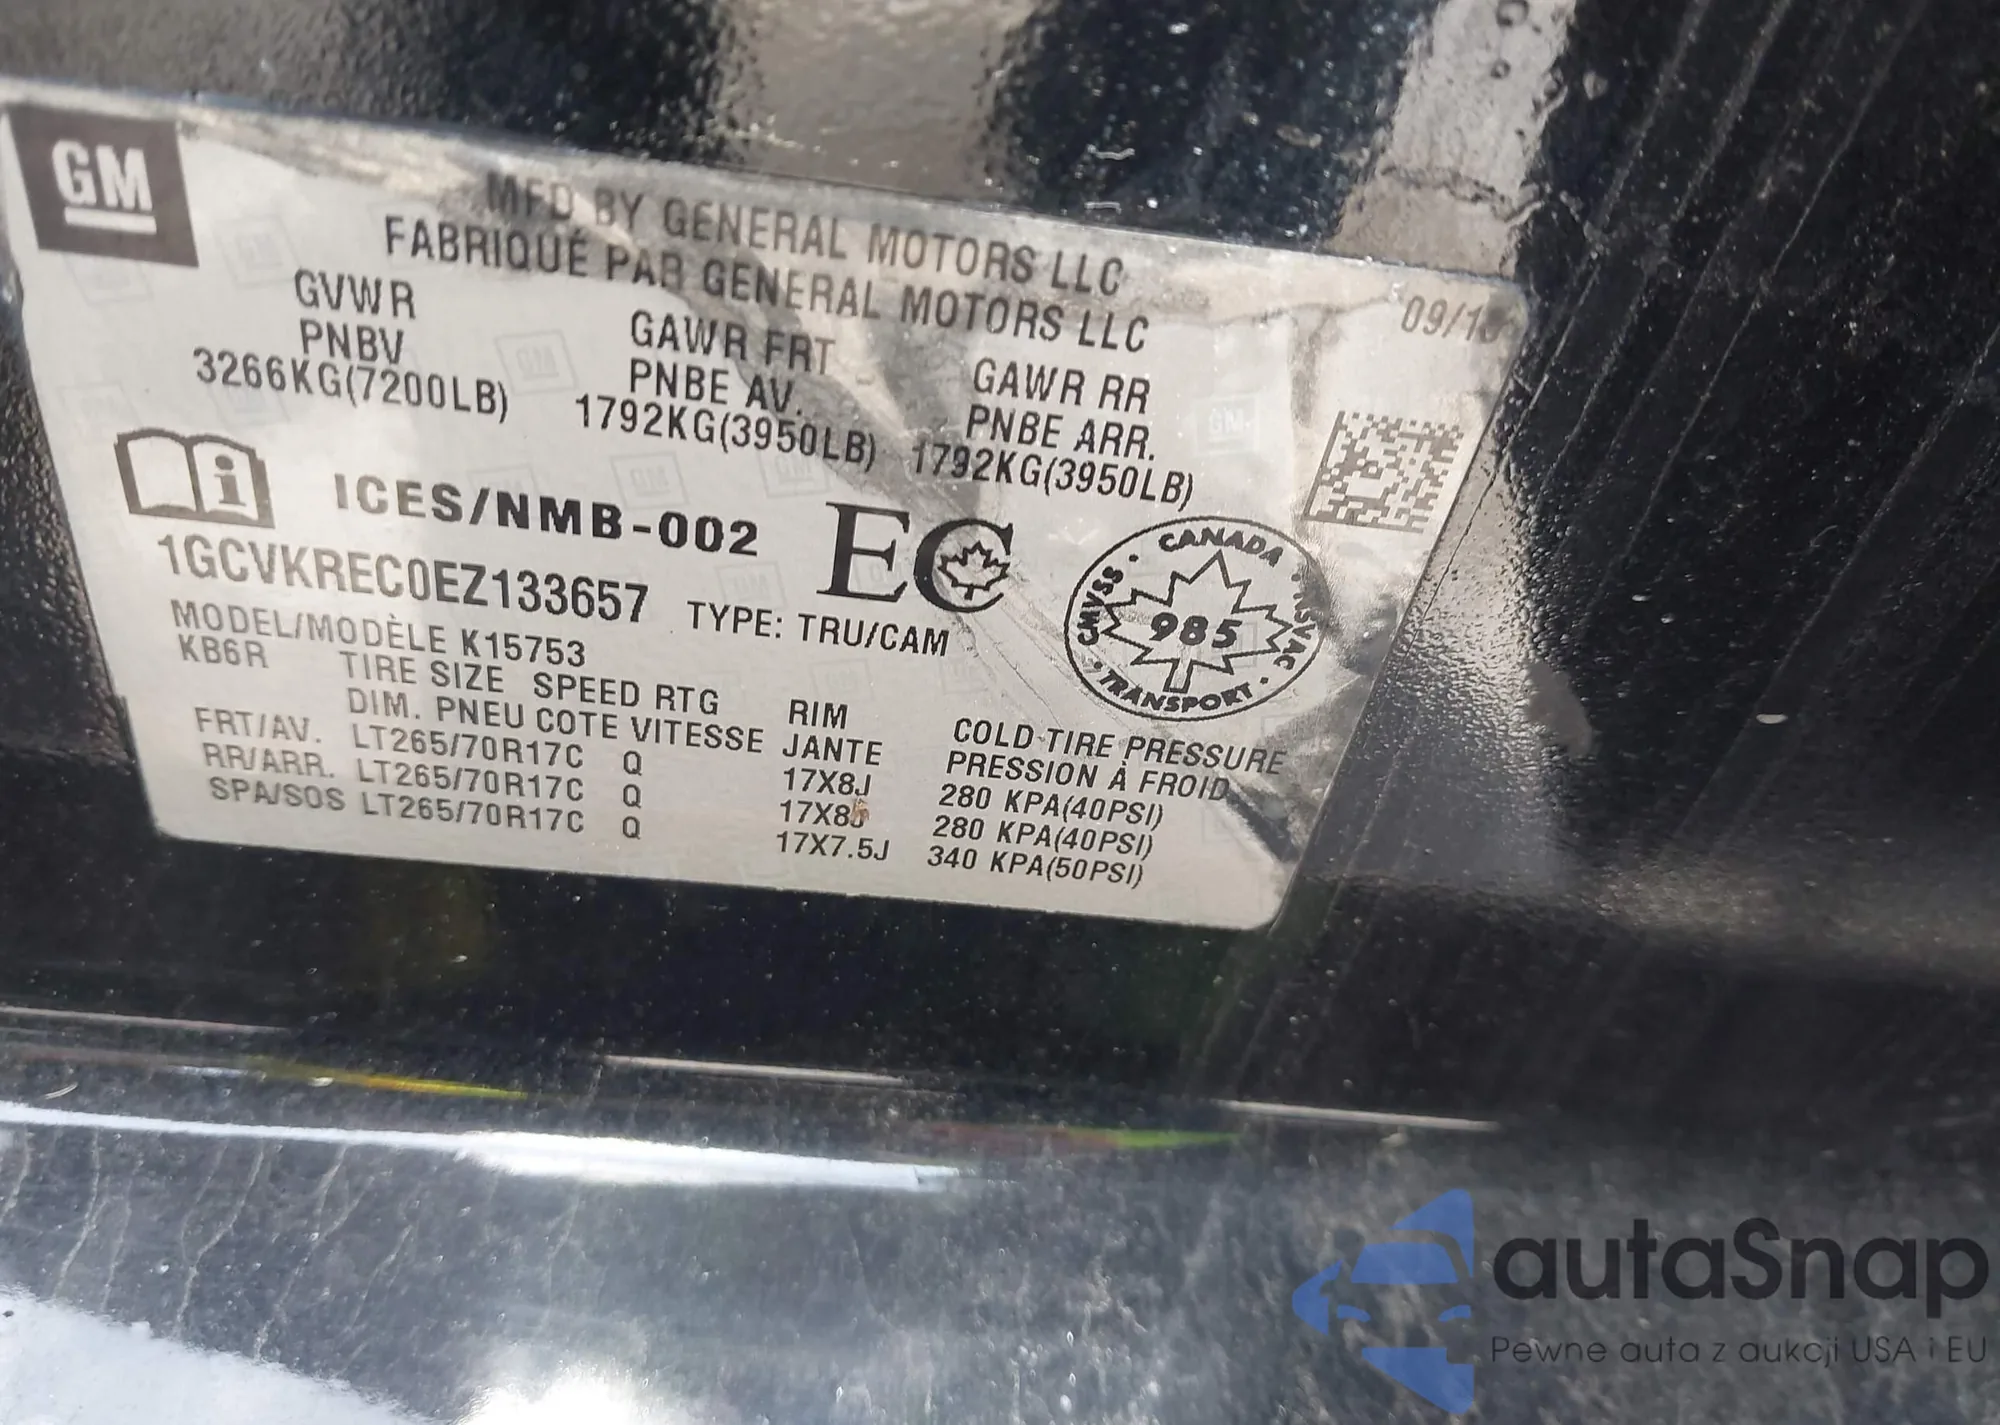 GM
MFD BY GENERAL MOTORS LLC
FABRIQUÉ PAR GENERAL MOTORS LLC
GVWR
PNBV
3266KG(7200LB)
GAWR FRT
PNBE AV.
1792KG(3950LB)
GAWR RR
PNBE ARR.
1792KG(3950LB)
ICES/NMB-002
EC
CANADA
CMVSS
985
NSVAC
TRANSPORT
1GCVKREC0EZ133657
TYPE: TRU/CAM
MODEL/MODÈLE K15753
KB6R
TIRE SIZE SPEED RTG RIM COLD TIRE PRESSURE
DIM. PNEU COTE VITESSE JANTE PRESSION À FROID
FRT/AV. LT265/70R17C Q 17X8J 280 KPA(40PSI)
RR/ARR. LT265/70R17C Q 17X8J 280 KPA(40PSI)
SPA/SOS LT265/70R17C Q 17X7.5J 340 KPA(50PSI)
autaSnap
Pewne auta z aukcji USA i EU